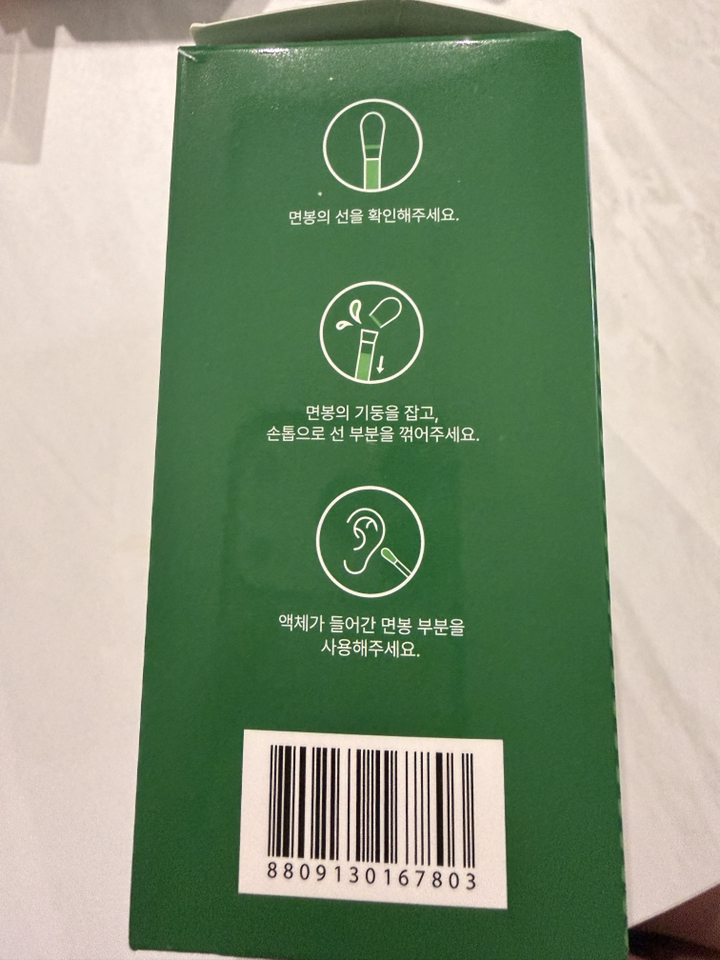 면봉의 선을 확인해주세요.
면봉의 기둥을 잡고,
손톱으로 선 부분을 꺾어주세요.
액체가 들어간 면봉 부분을
사용해주세요.
8809130167803